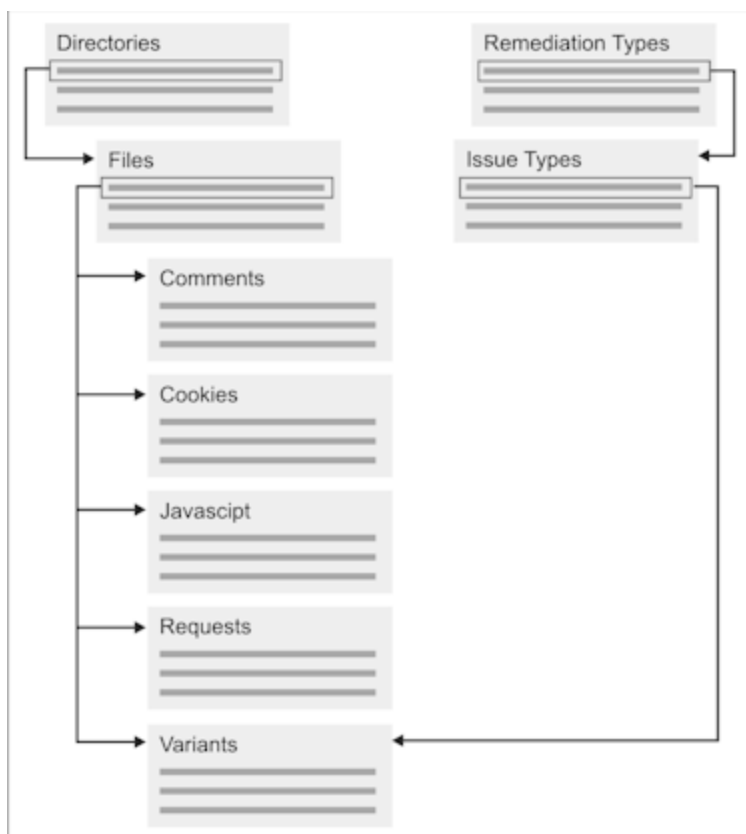 Directories
Remediation Types
Files
Issue Types
Comments
Cookies
Javascipt
Requests
Variants